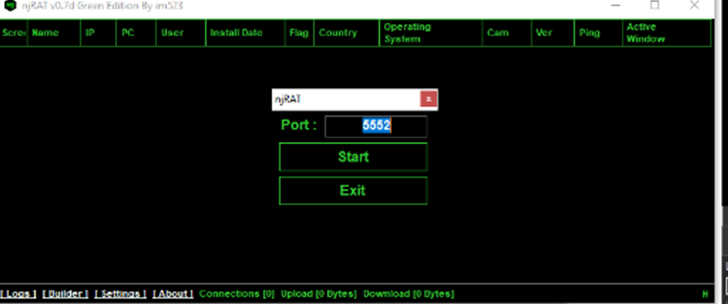 njRAT v0.7d Green Edition By im523
Scree Name IP PC User Install Date Flag Country Operating System Cam Ver Ping Active Window
njRAT
Port :
5552
Start
Exit
[ Logs ] [ Builder ] [ Settings ] [ About ] Connections [0] Upload [0 Bytes] Download [0 Bytes] H